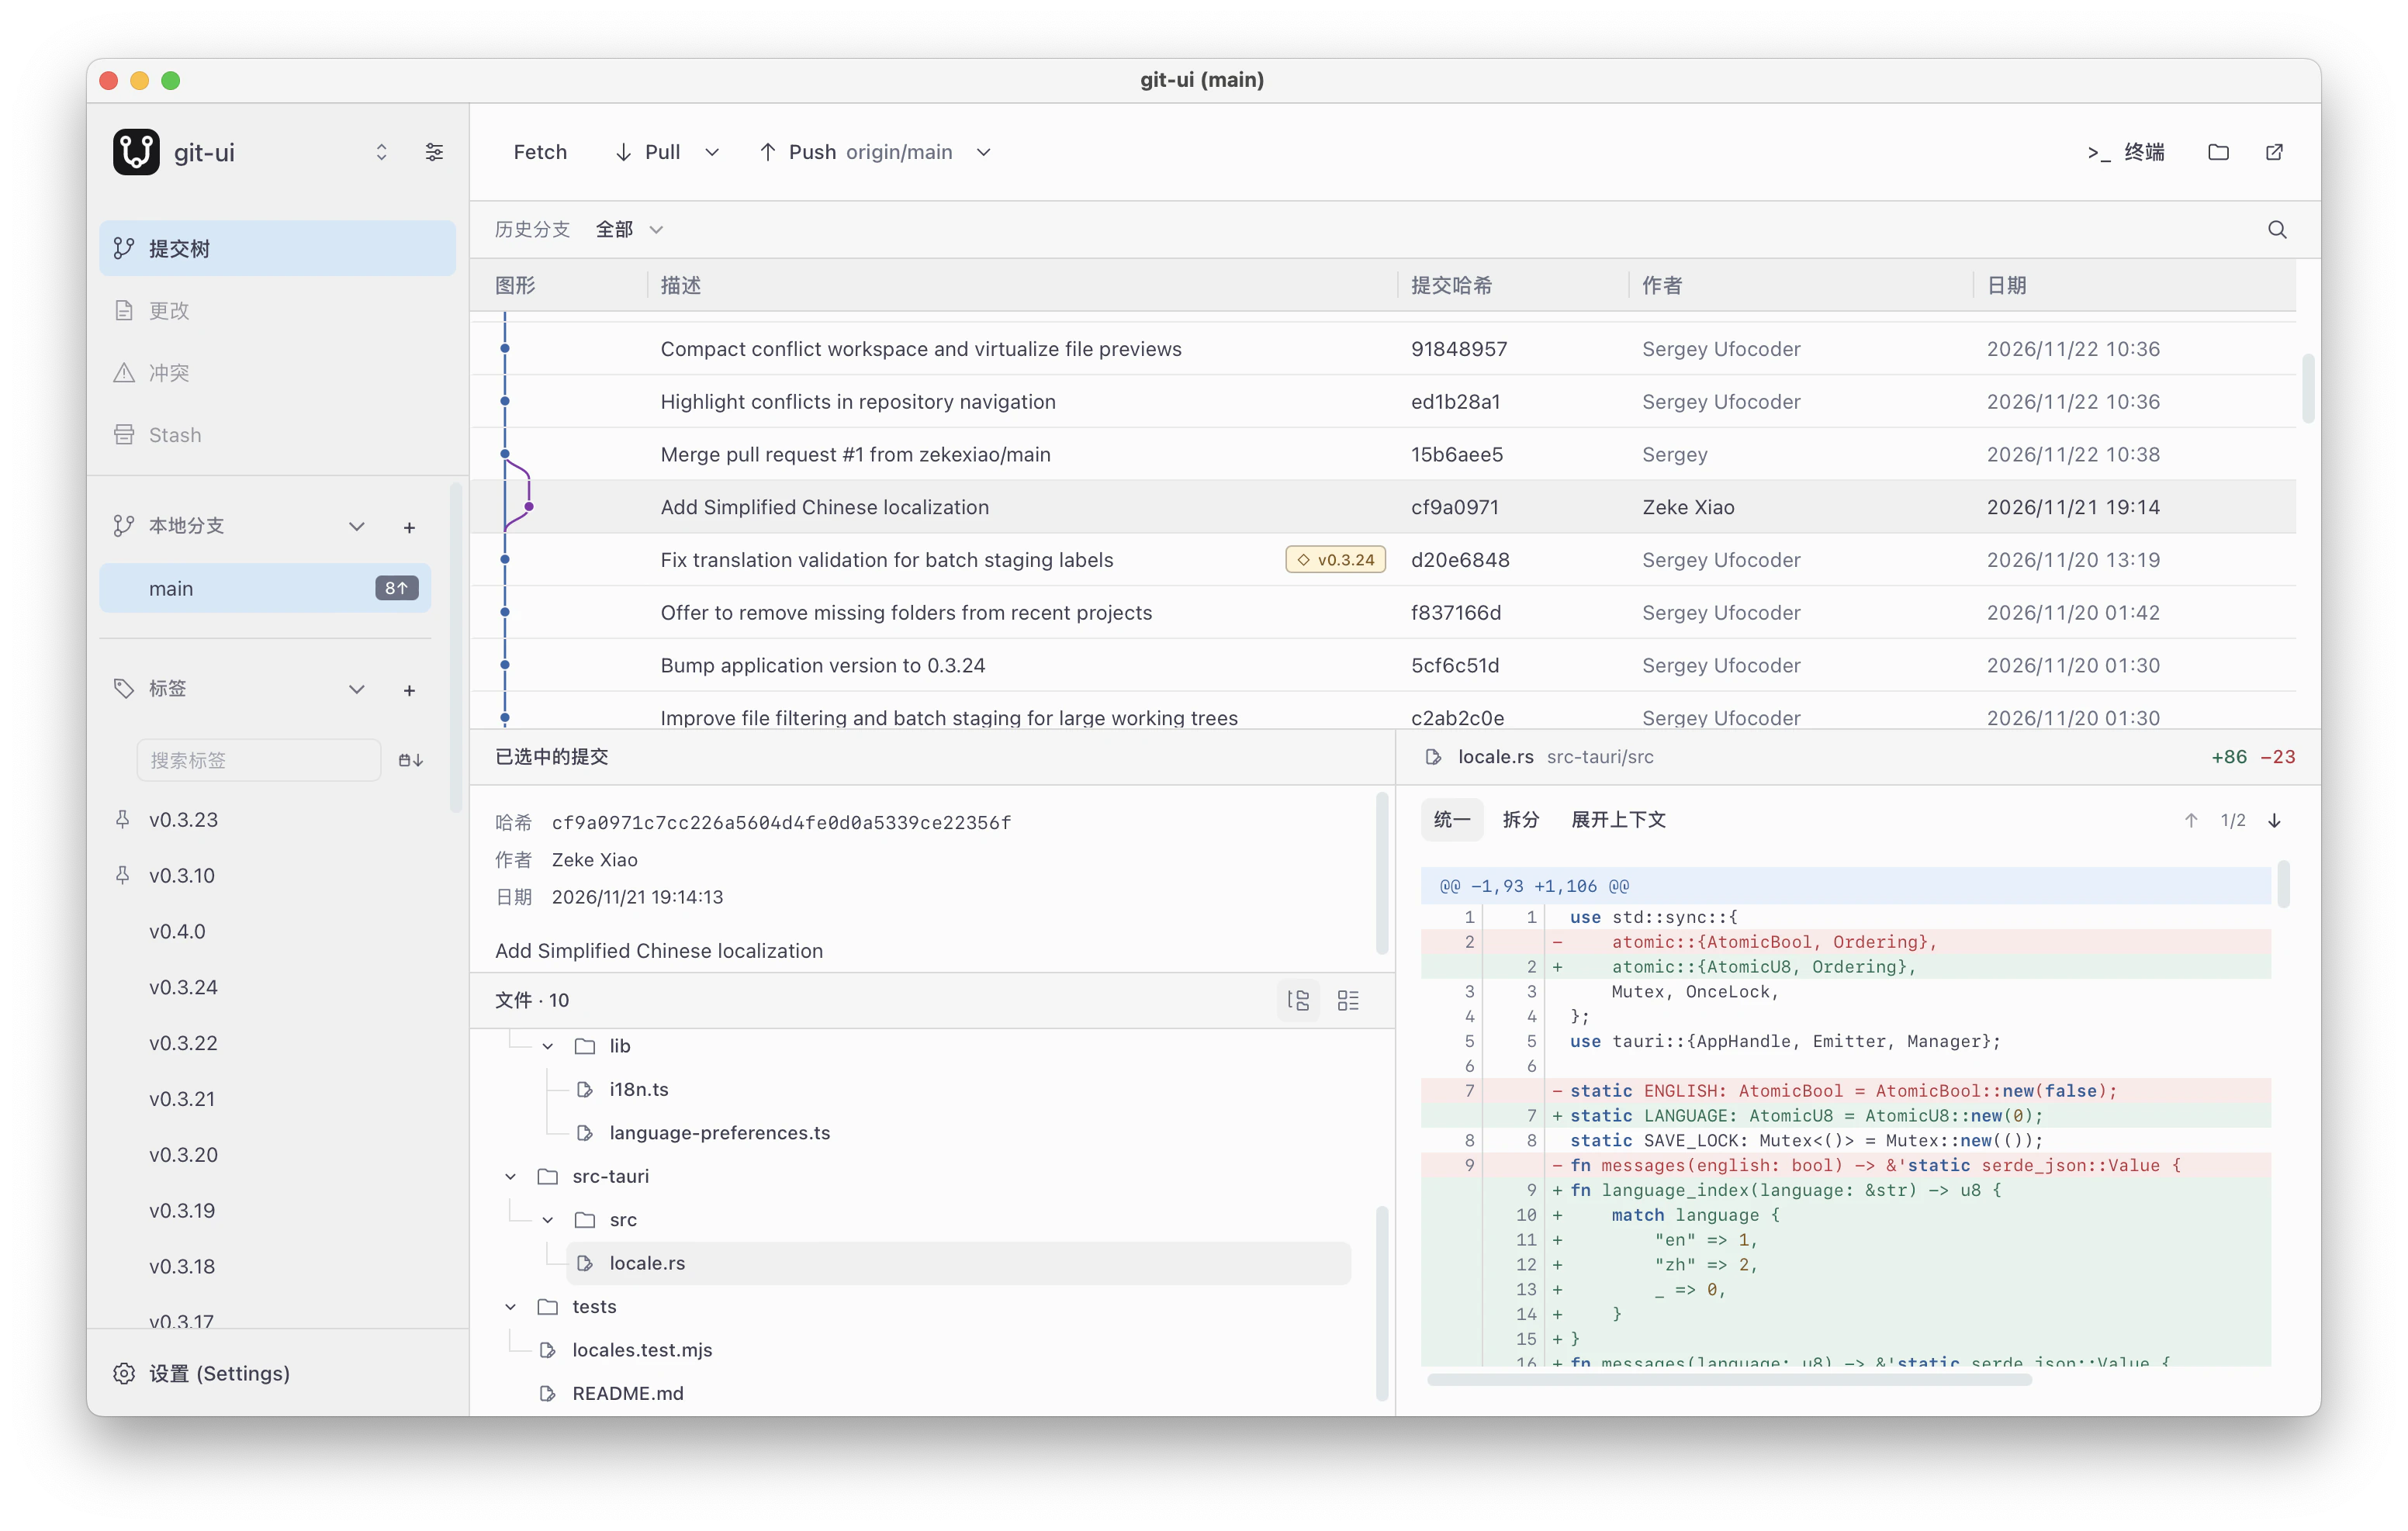 git-ui (main)
git-ui
Fetch ↓ Pull ↑ Push origin/main >_ 终端
提交树
更改
冲突
Stash
本地分支 +
main 8↑
标签 +
搜索标签
v0.3.23
v0.3.10
v0.4.0
v0.3.24
v0.3.22
v0.3.21
v0.3.20
v0.3.19
v0.3.18
v0.3.17
设置 (Settings)
历史分支 全部
图形 描述 提交哈希 作者 日期
Compact conflict workspace and virtualize file previews 91848957 Sergey Ufocoder 2026/11/22 10:36
Highlight conflicts in repository navigation ed1b28a1 Sergey Ufocoder 2026/11/22 10:36
Merge pull request #1 from zekexiao/main 15b6aee5 Sergey 2026/11/22 10:38
Add Simplified Chinese localization cf9a0971 Zeke Xiao 2026/11/21 19:14
Fix translation validation for batch staging labels ◇ v0.3.24 d20e6848 Sergey Ufocoder 2026/11/20 13:19
Offer to remove missing folders from recent projects f837166d Sergey Ufocoder 2026/11/20 01:42
Bump application version to 0.3.24 5cf6c51d Sergey Ufocoder 2026/11/20 01:30
Improve file filtering and batch staging for large working trees c2ab2c0e Sergey Ufocoder 2026/11/20 01:30
已选中的提交
哈希 cf9a0971c7cc226a5604d4fe0d0a5339ce22356f
作者 Zeke Xiao
日期 2026/11/21 19:14:13
Add Simplified Chinese localization
文件 · 10
lib
i18n.ts
language-preferences.ts
src-tauri
src
locale.rs
tests
locales.test.mjs
README.md
locale.rs src-tauri/src +86 −23
统一 拆分 展开上下文 ↑ 1/2 ↓
@@ −1,93 +1,106 @@
1 1 use std::sync::{
2 − atomic::{AtomicBool, Ordering},
2 + atomic::{AtomicU8, Ordering},
3 3 Mutex, OnceLock,
4 4 };
5 5 use tauri::{AppHandle, Emitter, Manager};
6 6
7 − static ENGLISH: AtomicBool = AtomicBool::new(false);
7 + static LANGUAGE: AtomicU8 = AtomicU8::new(0);
8 8 static SAVE_LOCK: Mutex<()> = Mutex::new(());
9 − fn messages(english: bool) −> &'static serde_json::Value {
9 + fn language_index(language: &str) −> u8 {
10 + match language {
11 + "en" => 1,
12 + "zh" => 2,
13 + _ => 0,
14 + }
15 + }
16 + fn messages(language: u8) −> &'static serde_json::Value {